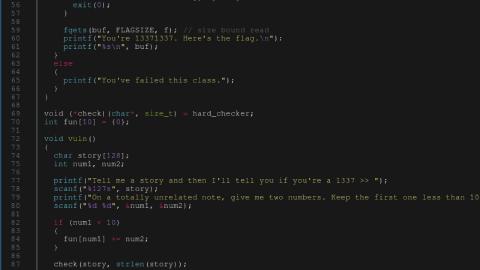 56 exit(0);
57 }
58
59 fgets(buf, FLAGSIZE, f); // size bound read
60 printf("You're 13371337. Here's the flag.\n");
61 printf("%s\n", buf);
62 }
63 else
64 {
65 printf("You've failed this class.");
66 }
67 }
68
69 void (*check)(char*, size_t) = hard_checker;
70 int fun[10] = {0};
71
72 void vuln()
73 {
74 char story[128];
75 int num1, num2;
76
77 printf("Tell me a story and then I'll tell you if you're a 1337 >> ");
78 scanf("%127s", story);
79 printf("On a totally unrelated note, give me two numbers. Keep the first one less than 10
80 scanf("%d %d", &num1, &num2);
81
82 if (num1 < 10)
83 {
84 fun[num1] += num2;
85 }
86
87 check(story, strlen(story));